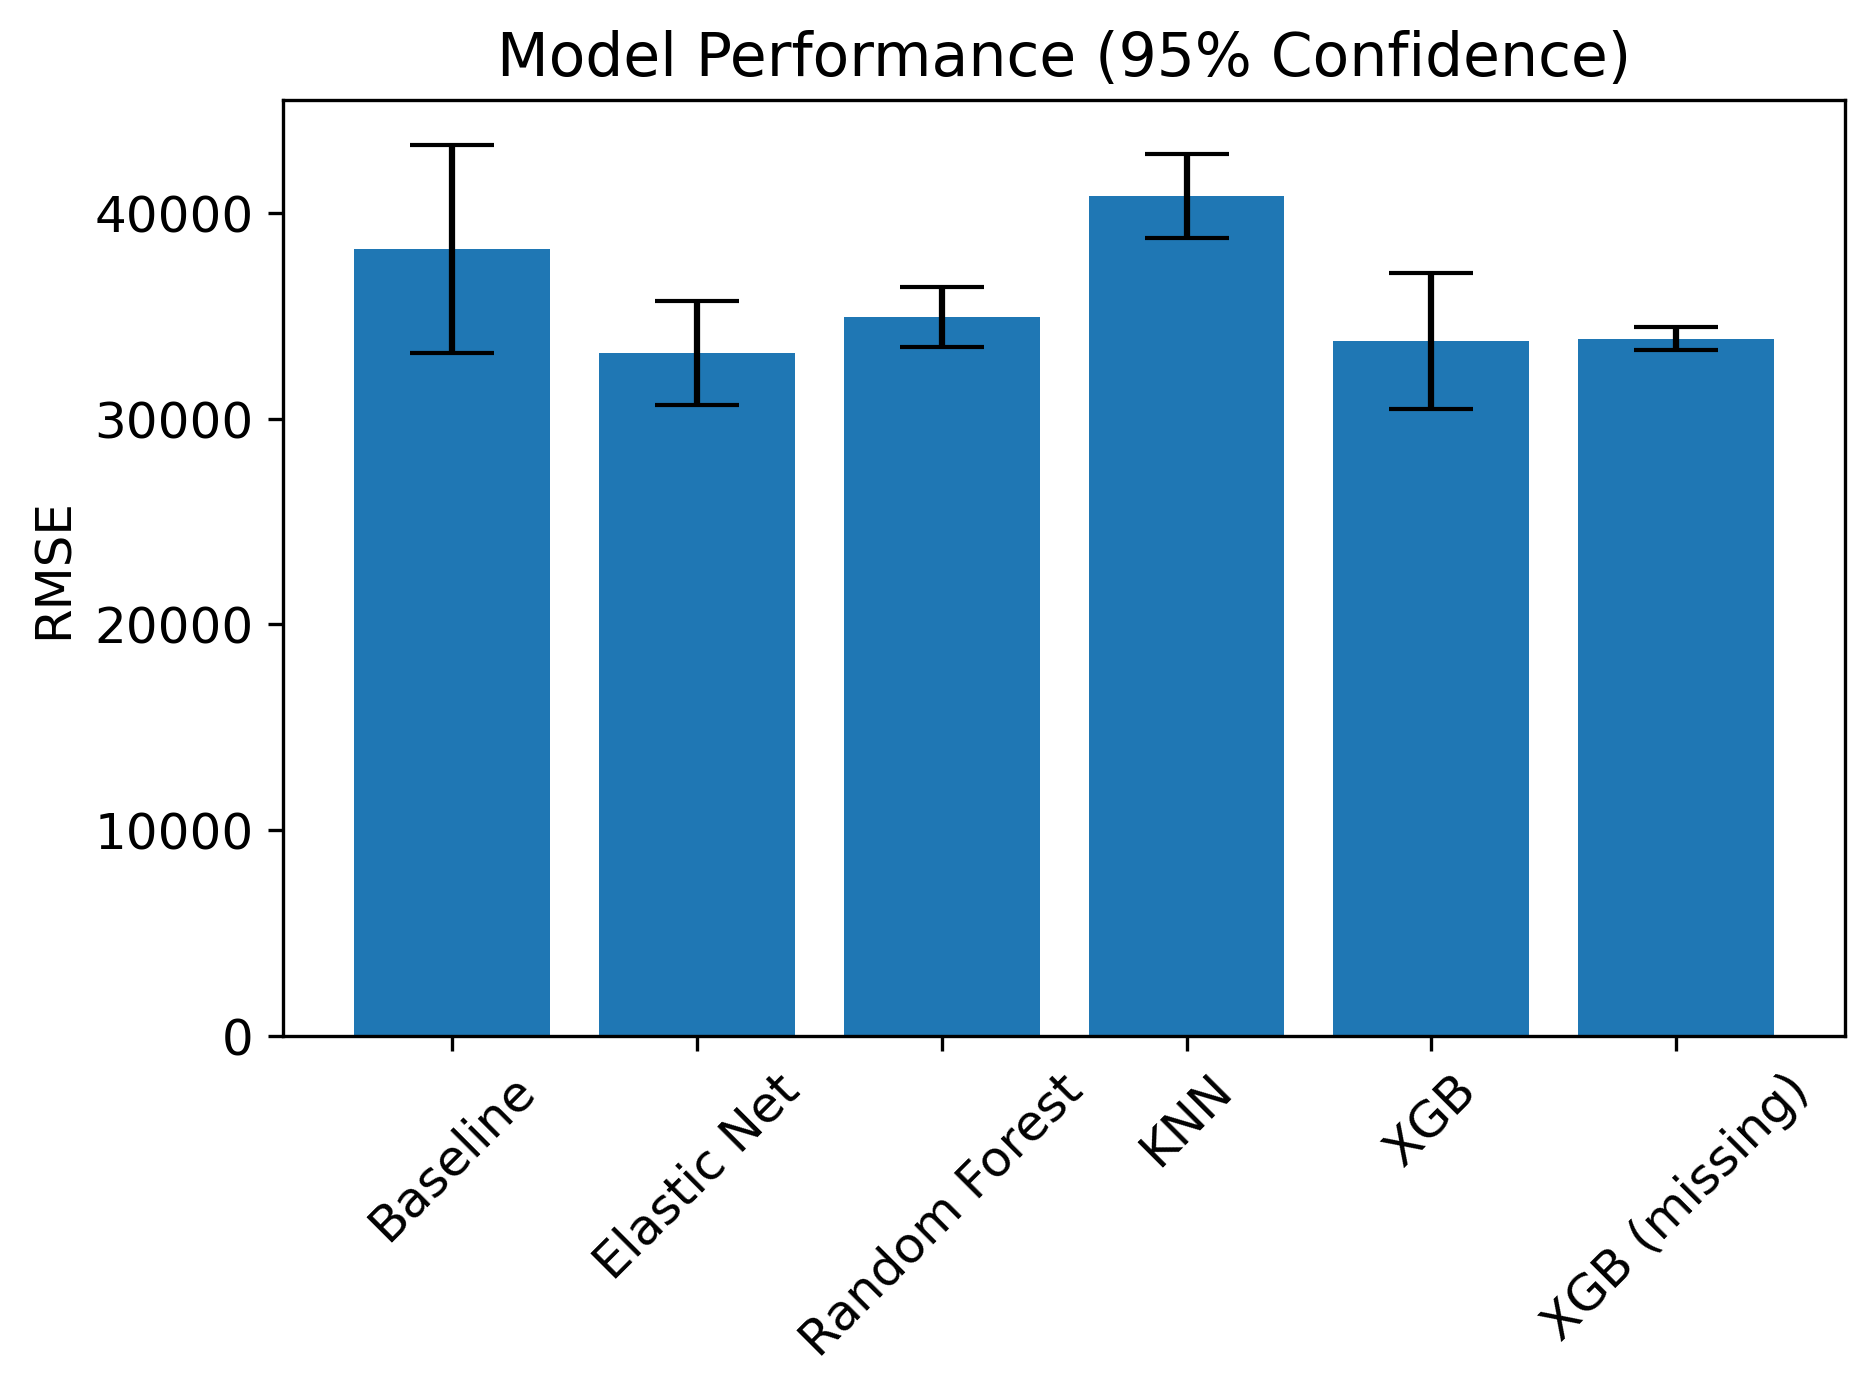 Model Performance (95% Confidence)
RMSE
40000
30000
20000
10000
0
Baseline
Elastic Net
Random Forest
KNN
XGB
XGB (missing)